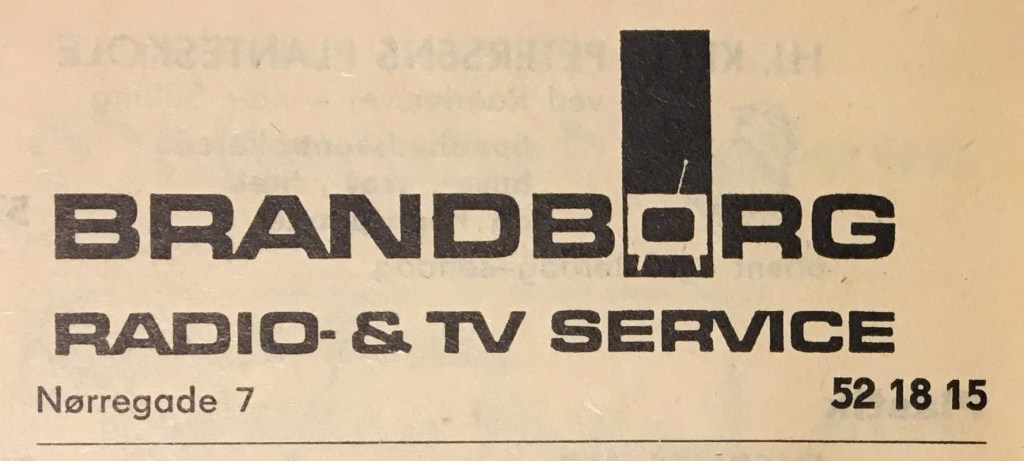 BRANDBORG
RADIO- & TV SERVICE
Nørregade 7 52 18 15